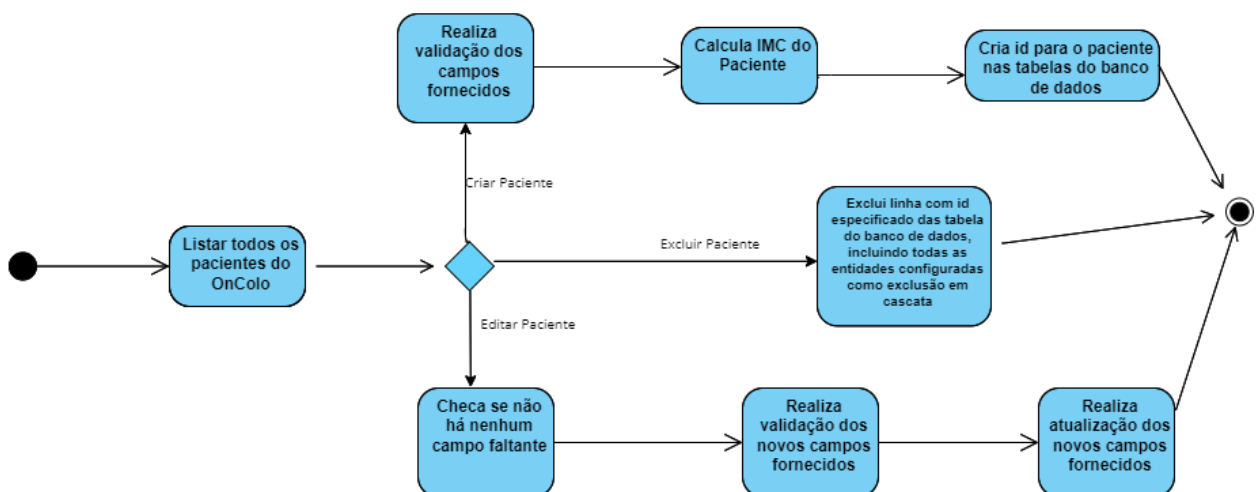 Realiza
validação dos
campos
fornecidos
Calcula IMC do
Paciente
Cria id para o paciente
nas tabelas do banco
de dados
Criar Paciente
Listar todos os
pacientes do
OnColo
Excluir Paciente
Exclui linha com id
especificado das tabela
do banco de dados,
incluindo todas as
entidades configuradas
como exclusão em
cascata
Editar Paciente
Checa se não
há nenhum
campo faltante
Realiza
validação dos
novos campos
fornecidos
Realiza
atualização dos
novos campos
fornecidos